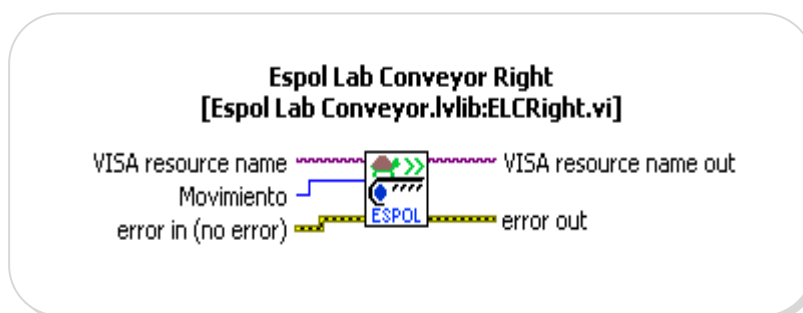 Espol Lab Conveyor Right
[Espol Lab Conveyor.lvlib:ELCRight.vi]
VISA resource name
VISA resource name out
Movimiento
ESPOL
error in (no error)
error out